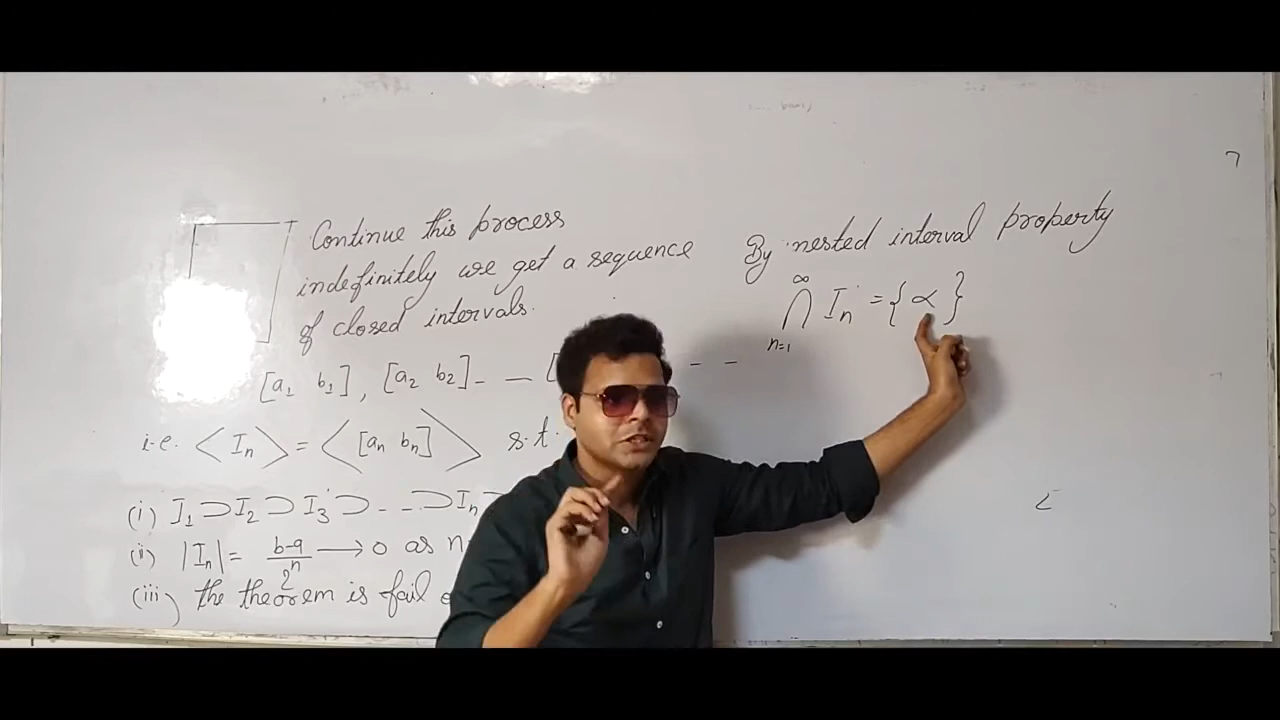 Continue this process
indefinitely we get a sequence
of closed intervals.
[a₁ b₁], [a₂ b₂]- — [ - - -
i.e. <Iₙ> = <[aₙ bₙ]> s.t.
(i) I₁⊃I₂⊃I₃⊃- - ⊃Iₙ⊃
(ii) |Iₙ| = b-a/2ⁿ → 0 as n
(iii) the theorem is fail
By nested interval property
∞
⋂ Iₙ = {α}
n=1